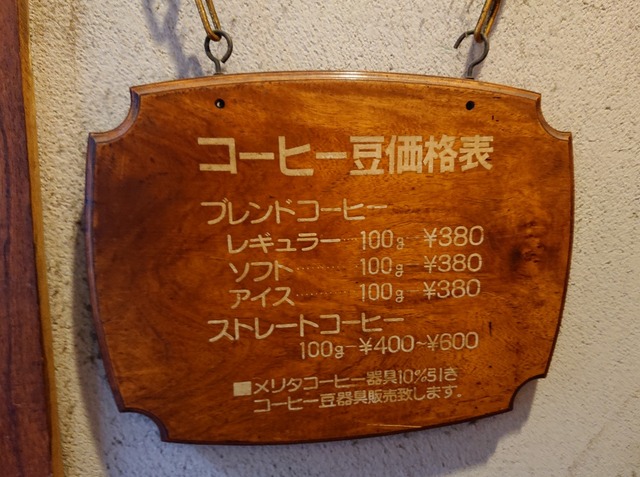 コーヒー豆価格表
ブレンドコーヒー
レギュラー 100g ¥380
ソフト 100g ¥380
アイス 100g ¥380
ストレートコーヒー
100g ¥400~¥600
■メリタコーヒー器具10%引き
コーヒー豆器具販売致します.